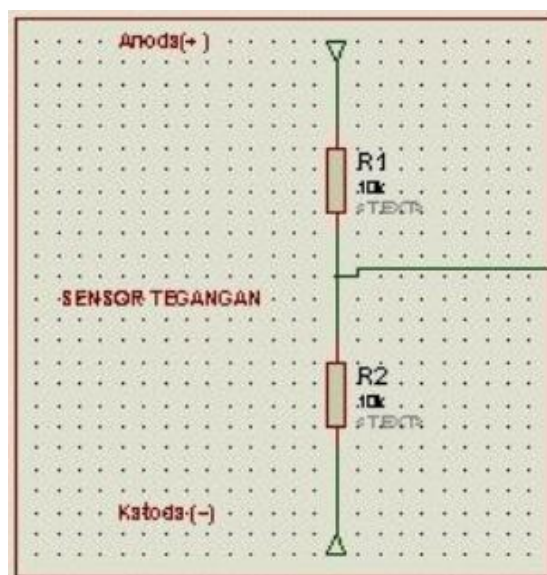 Anoda(+)
R1
10k
<TEXT>
SENSOR TEGANGAN
R2
10k
<TEXT>
Katoda (-)